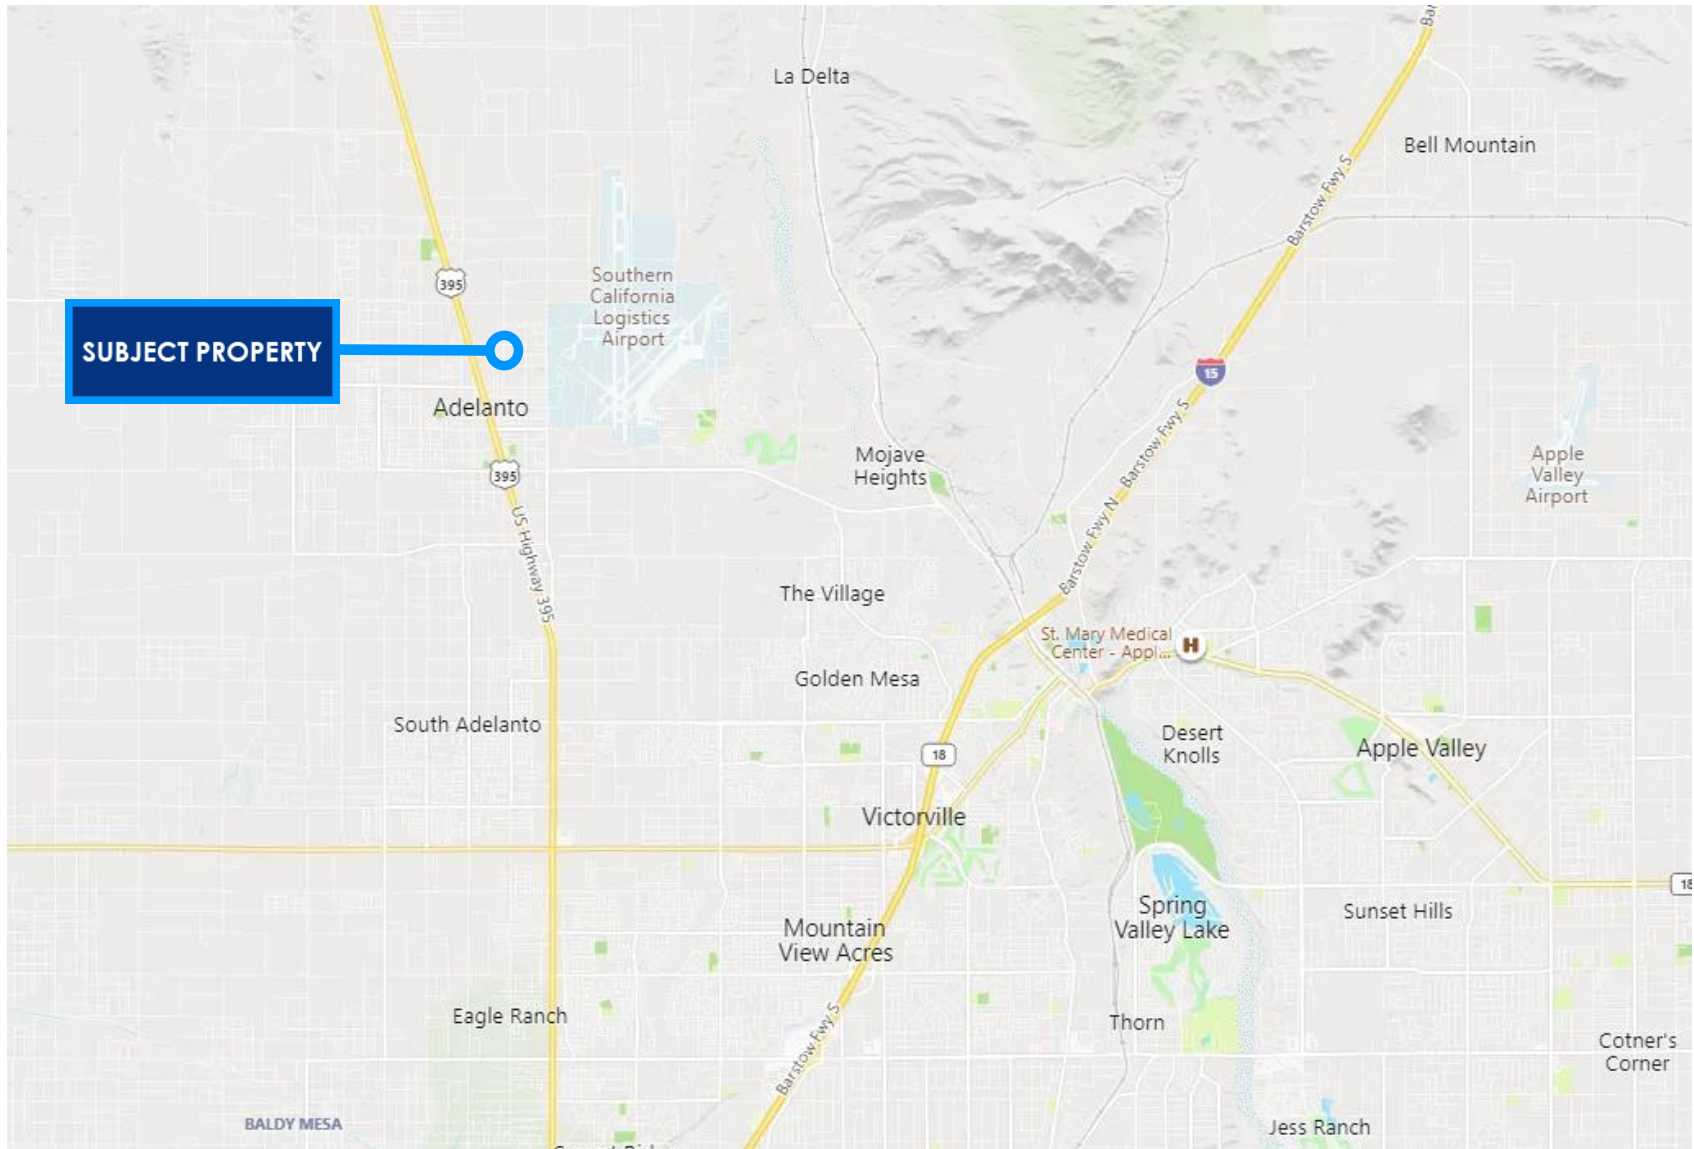 La Delta
Bell Mountain
Barstow Fwy S
Southern
California
Logistics
Airport
395
SUBJECT PROPERTY
15
Adelanto
Barstow Fwy N - Barstow Fwy S
Mojave
Heights
Apple
Valley
Airport
395
US Highway 395
The Village
St. Mary Medical
Center - Appl...
H
Golden Mesa
South Adelanto
18
Desert
Knolls
Apple Valley
Victorville
18
Spring
Valley Lake
Sunset Hills
Mountain
View Acres
Eagle Ranch
Thorn
Barstow Fwy S
Cotner's
Corner
BALDY MESA
Jess Ranch